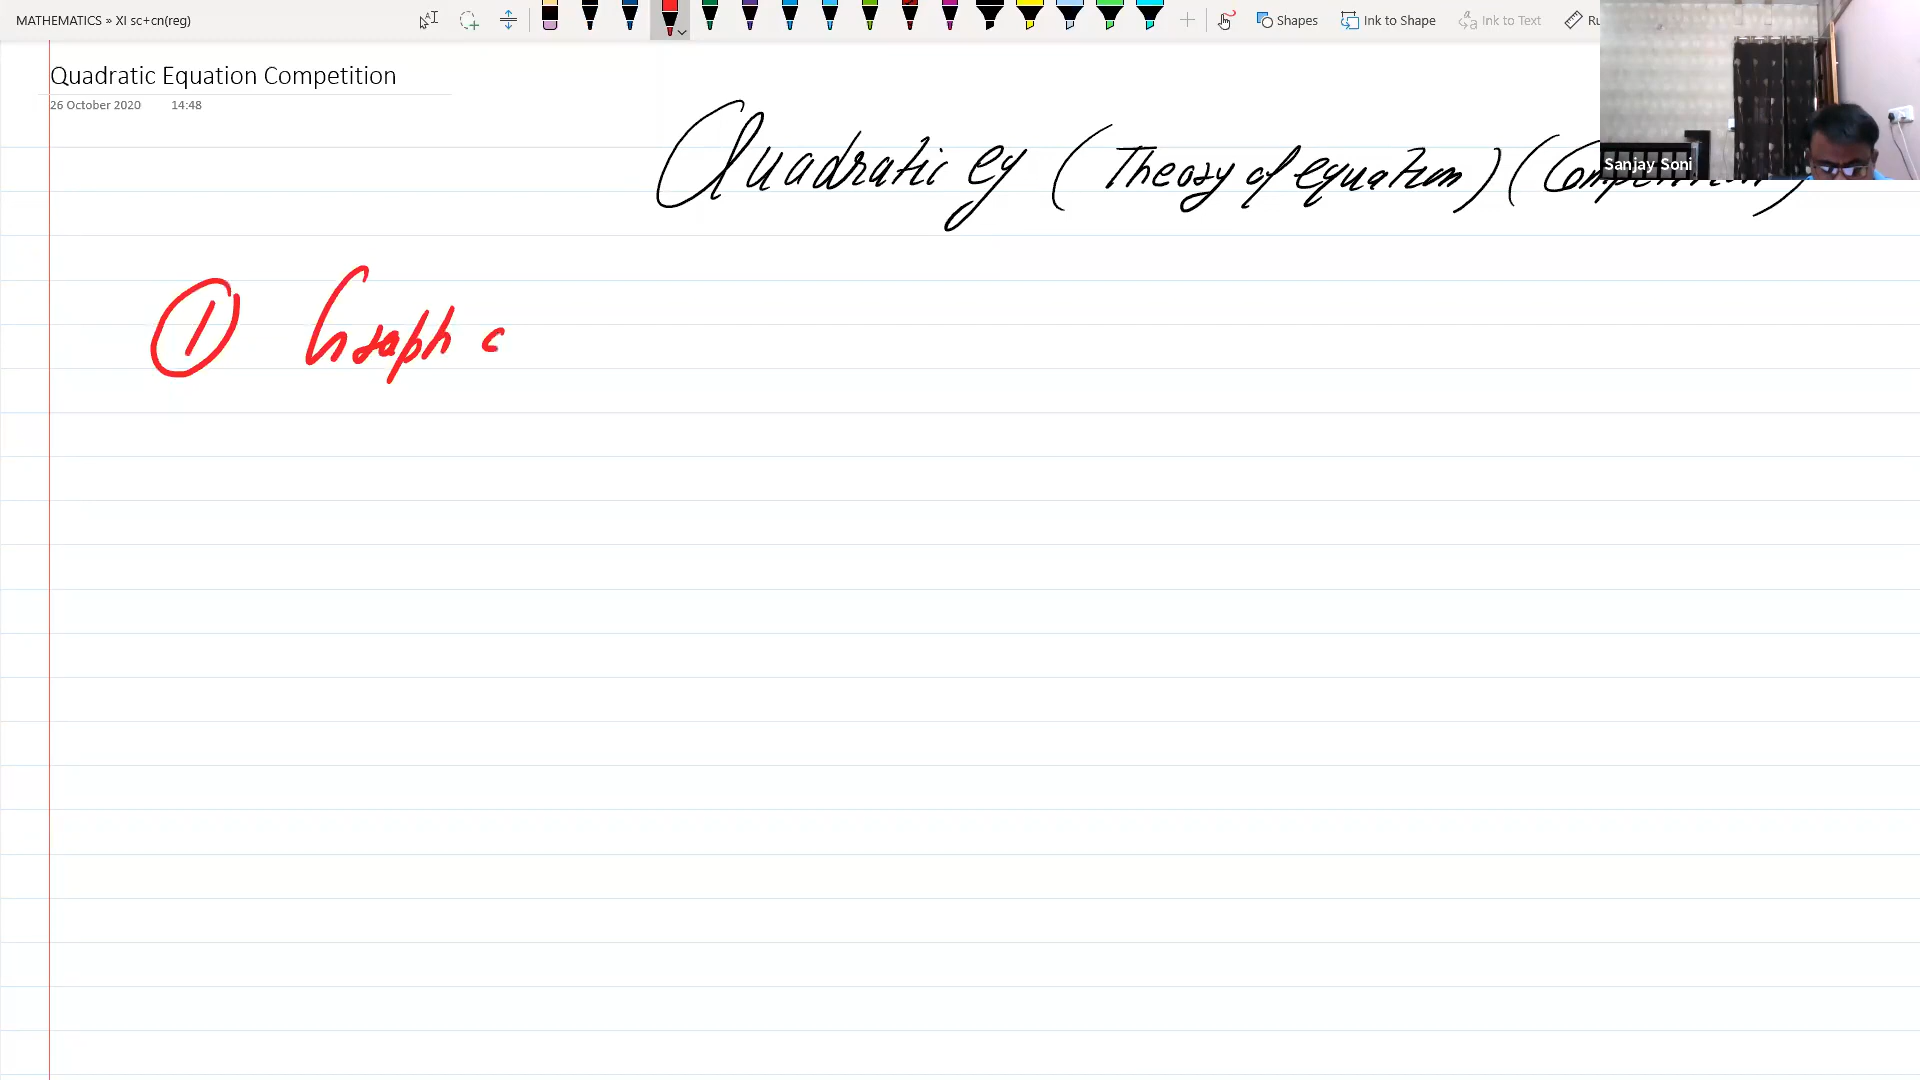 MATHEMATICS » XI sc+cn(reg)
Shapes
Ink to Shape
Ink to Text
Ru
Quadratic Equation Competition
26 October 2020 14:48
Sanjay Soni
Quadratic eq (Theory of equation) (
① Graph